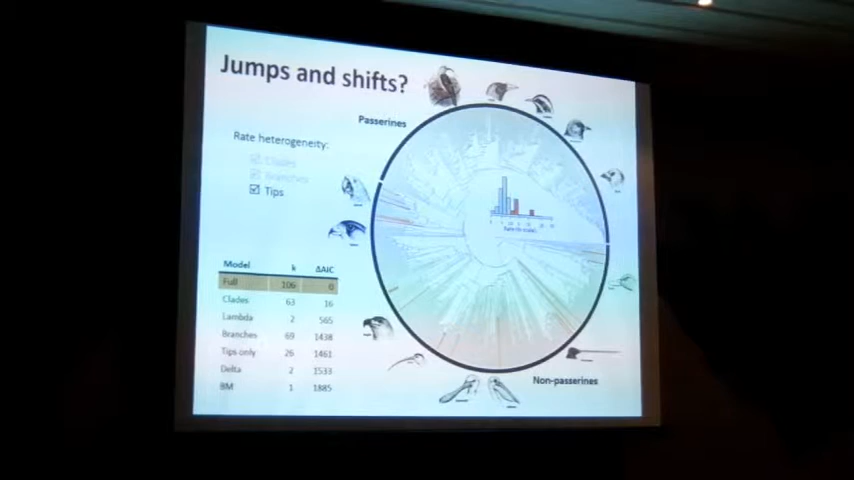 Jumps and shifts?
Passerines
Rate heterogeneity:
Clades
Branches
Tips
Model k ΔAIC
Full 106 0
Clades 63 16
Lambda 2 565
Branches 69 1438
Tips only 26 1461
Delta 2 1533
BM 1 1885
Non-passerines